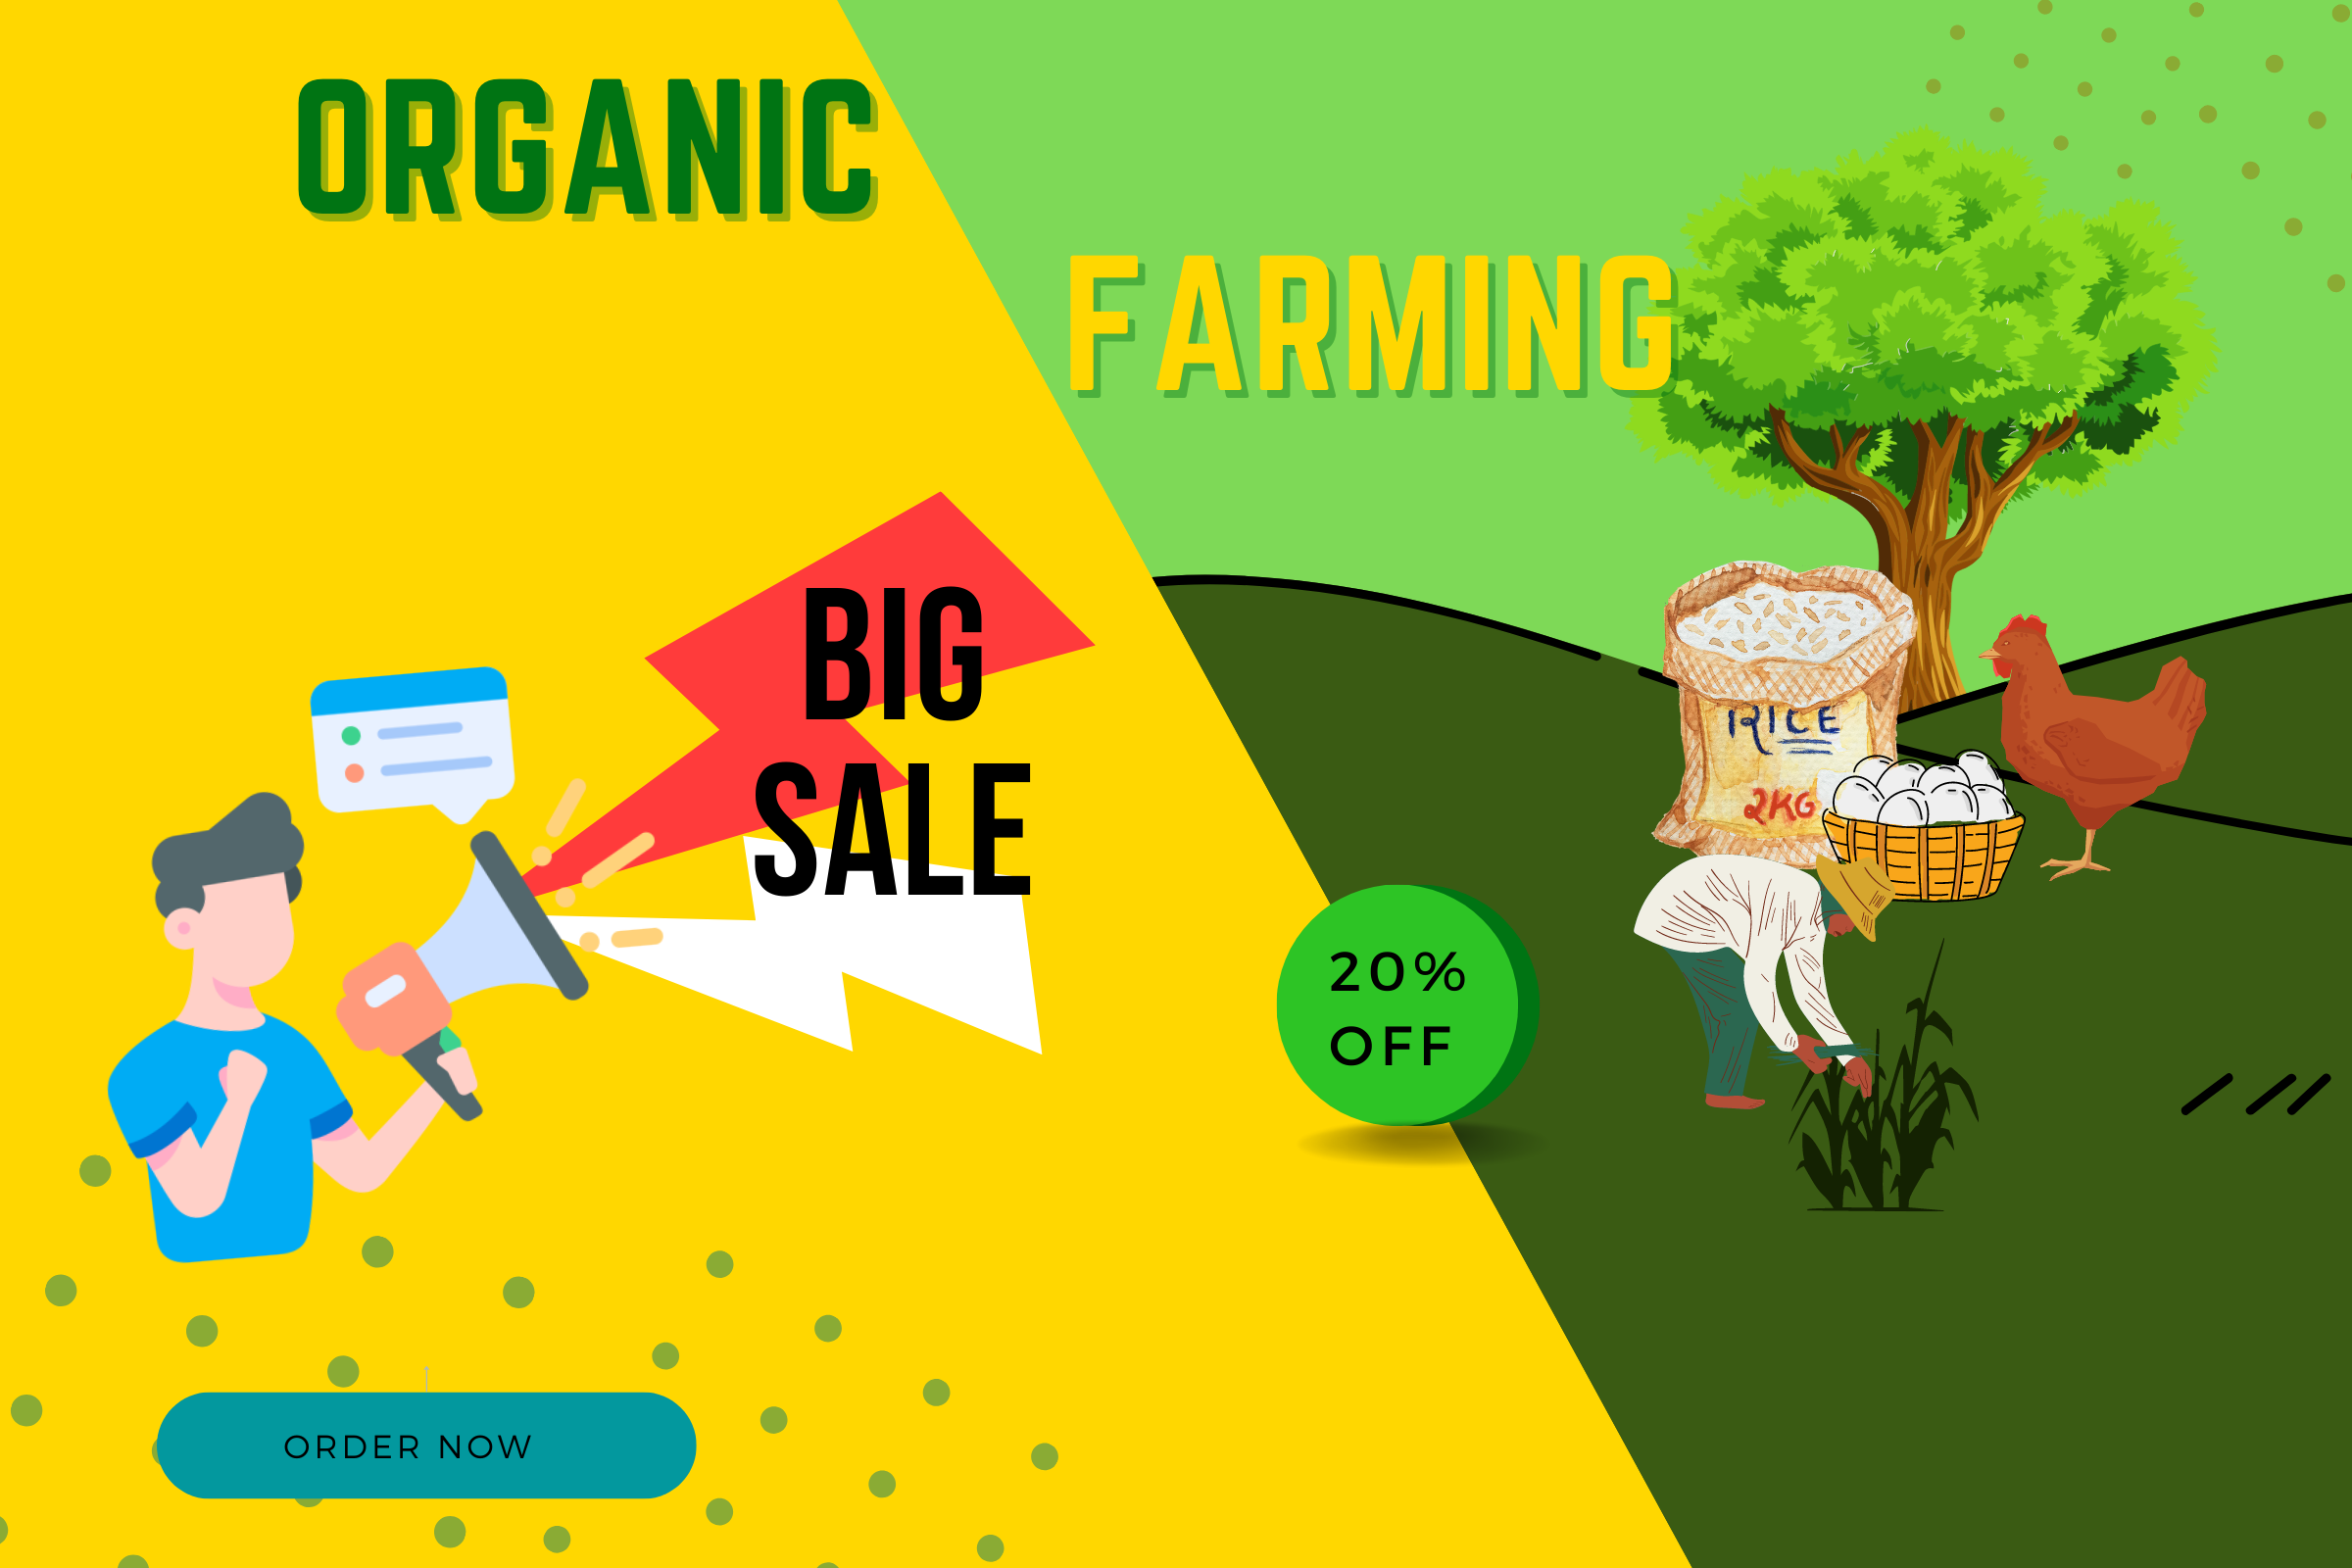 ORGANIC
FARMING
BIG
SALE
RICE
2KG
20%
OFF
ORDER NOW